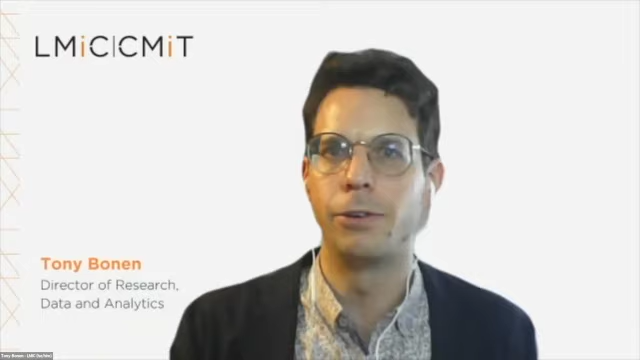 LMiC|CMiT
Tony Bonen
Director of Research,
Data and Analytics